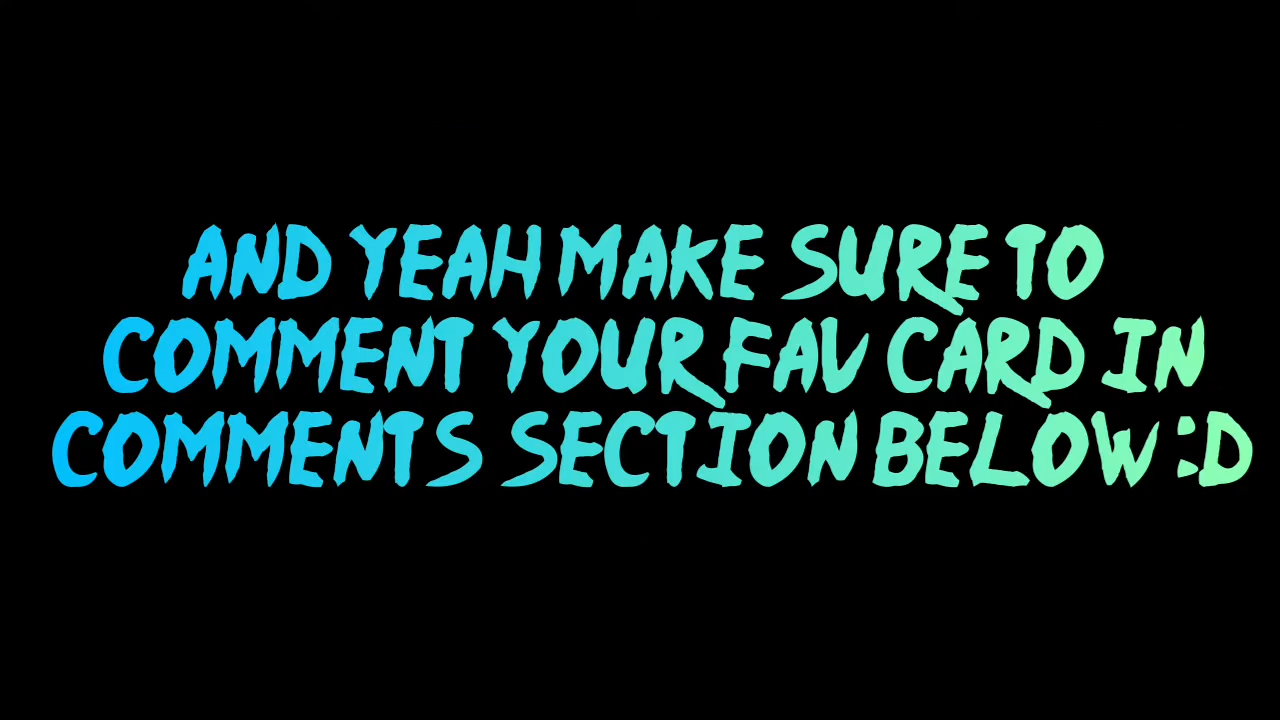 AND YEAH MAKE SURE TO
COMMENT YOUR FAV CARD IN
COMMENTS SECTION BELOW :D